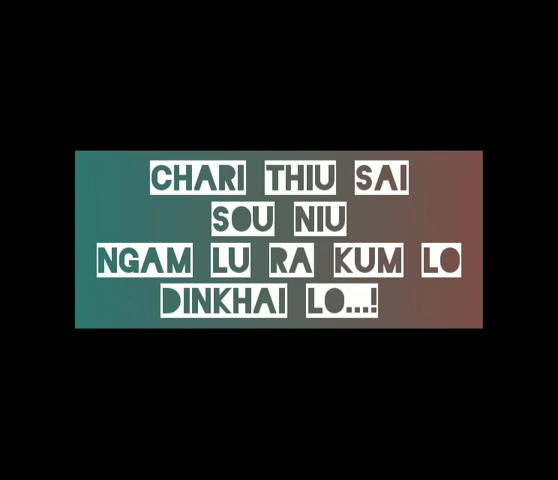 CHARI THIU SAI
SOU NIU
NGAM LU RA KUM LO
DINKHAI LO...!